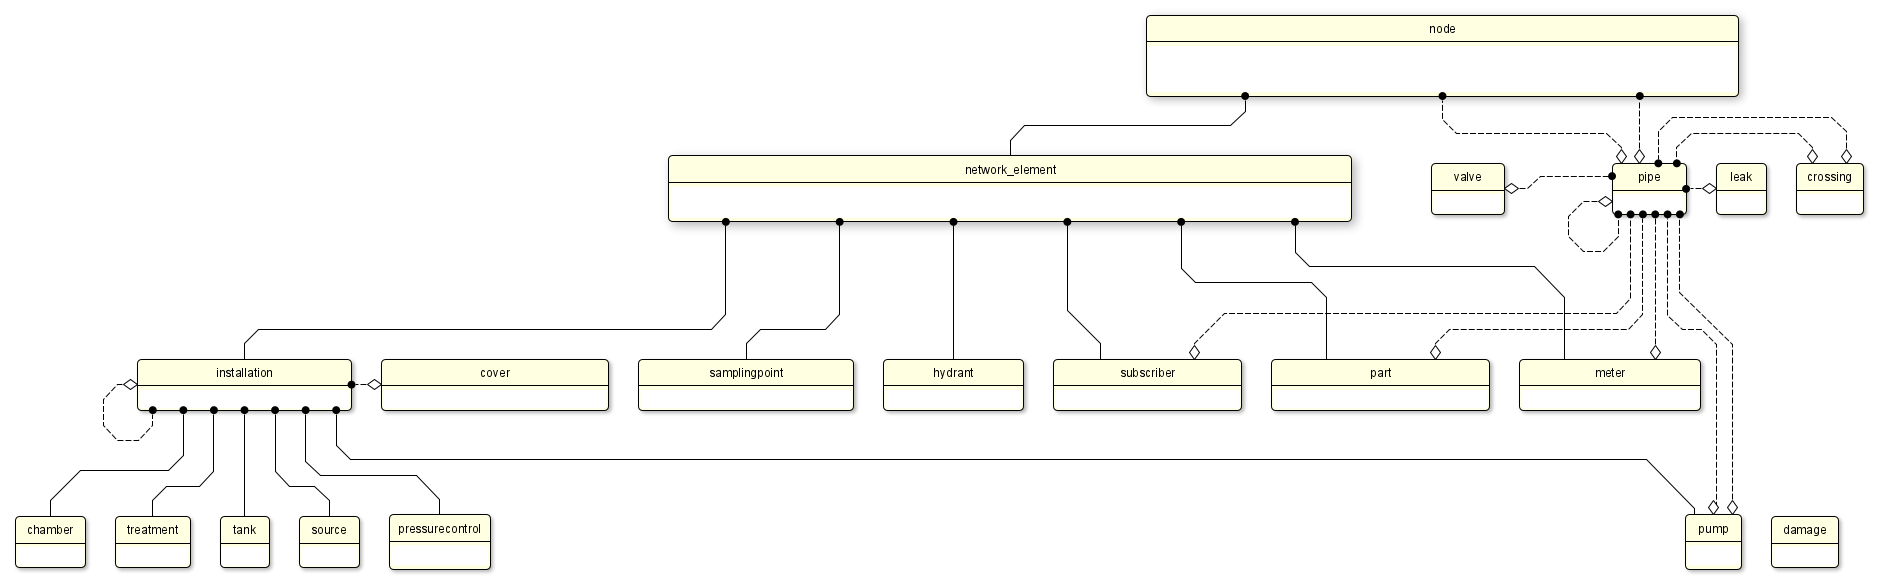 node
network_element
valve
pipe
leak
crossing
installation
cover
samplingpoint
hydrant
subscriber
part
meter
chamber
treatment
tank
source
pressurecontrol
pump
damage